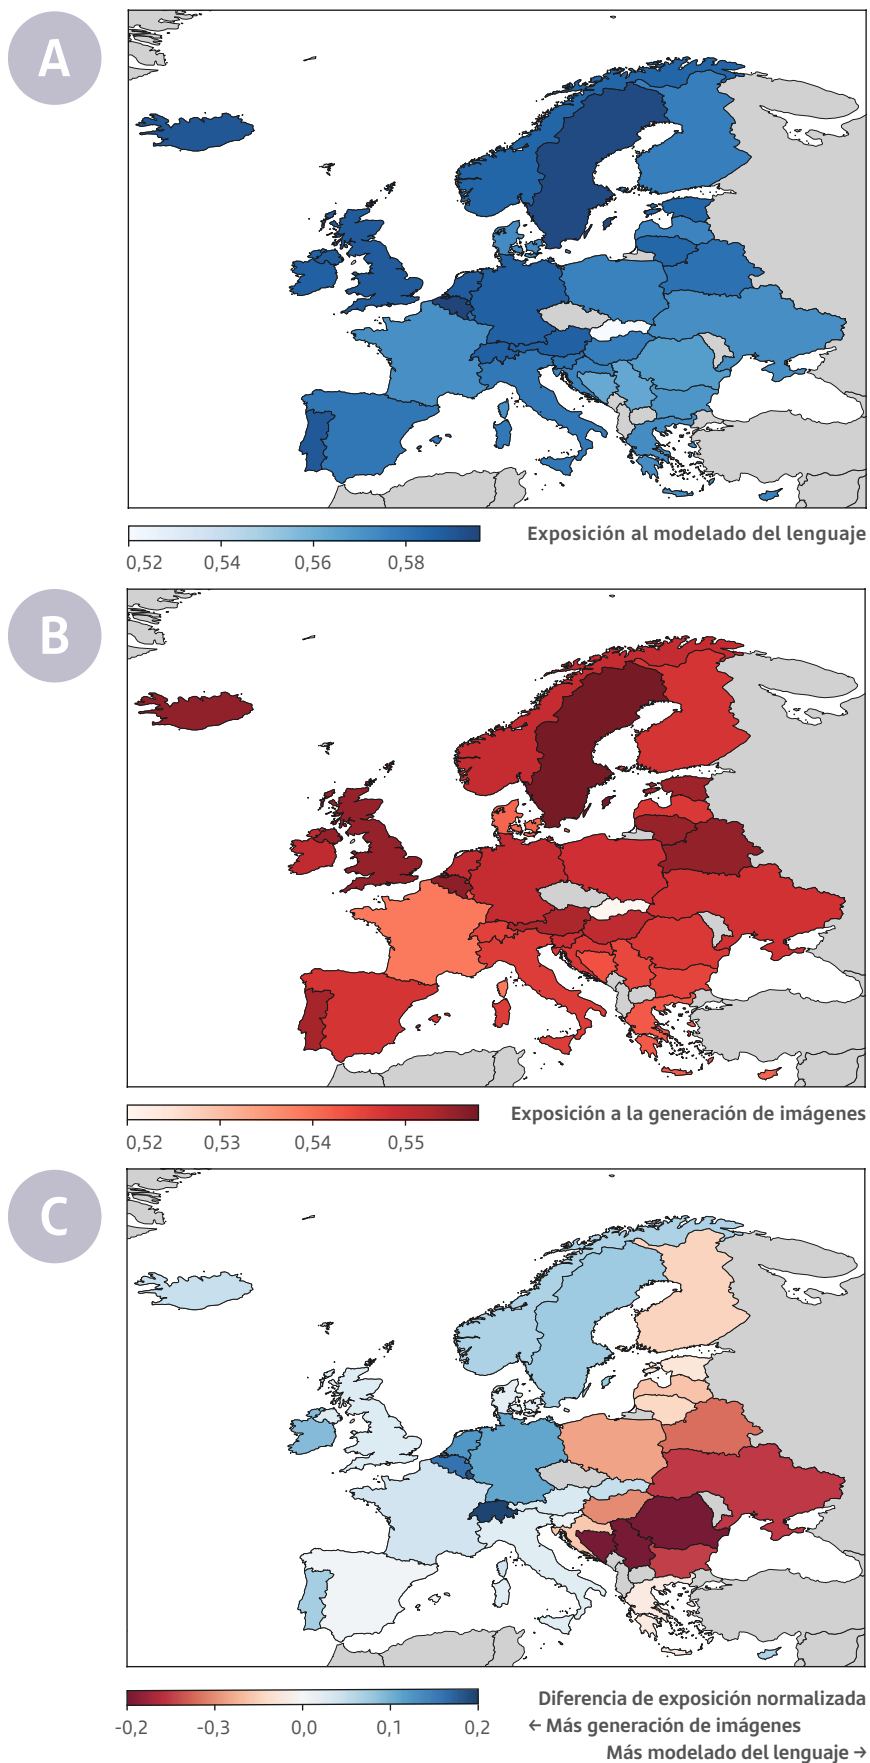 A
0,52 0,54 0,56 0,58
Exposición al modelado del lenguaje
B
0,52 0,53 0,54 0,55
Exposición a la generación de imágenes
C
-0,2 -0,3 0,0 0,1 0,2
Diferencia de exposición normalizada
← Más generación de imágenes
Más modelado del lenguaje →